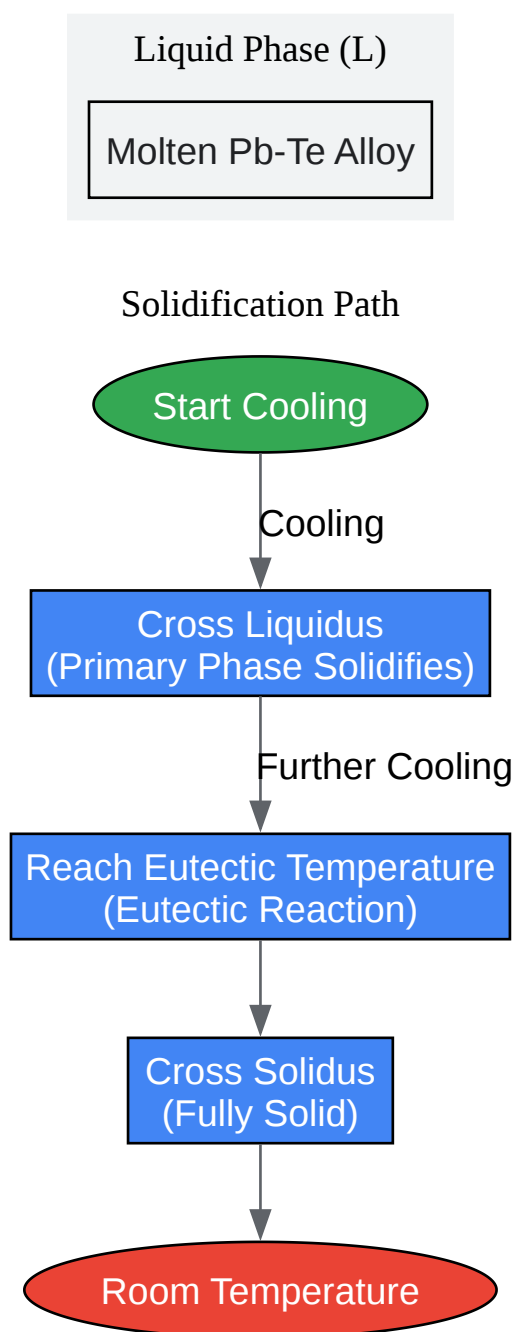 Liquid Phase (L)
Molten Pb-Te Alloy
Solidification Path
Start Cooling
Cooling
Cross Liquidus
(Primary Phase Solidifies)
Further Cooling
Reach Eutectic Temperature
(Eutectic Reaction)
Cross Solidus
(Fully Solid)
Room Temperature